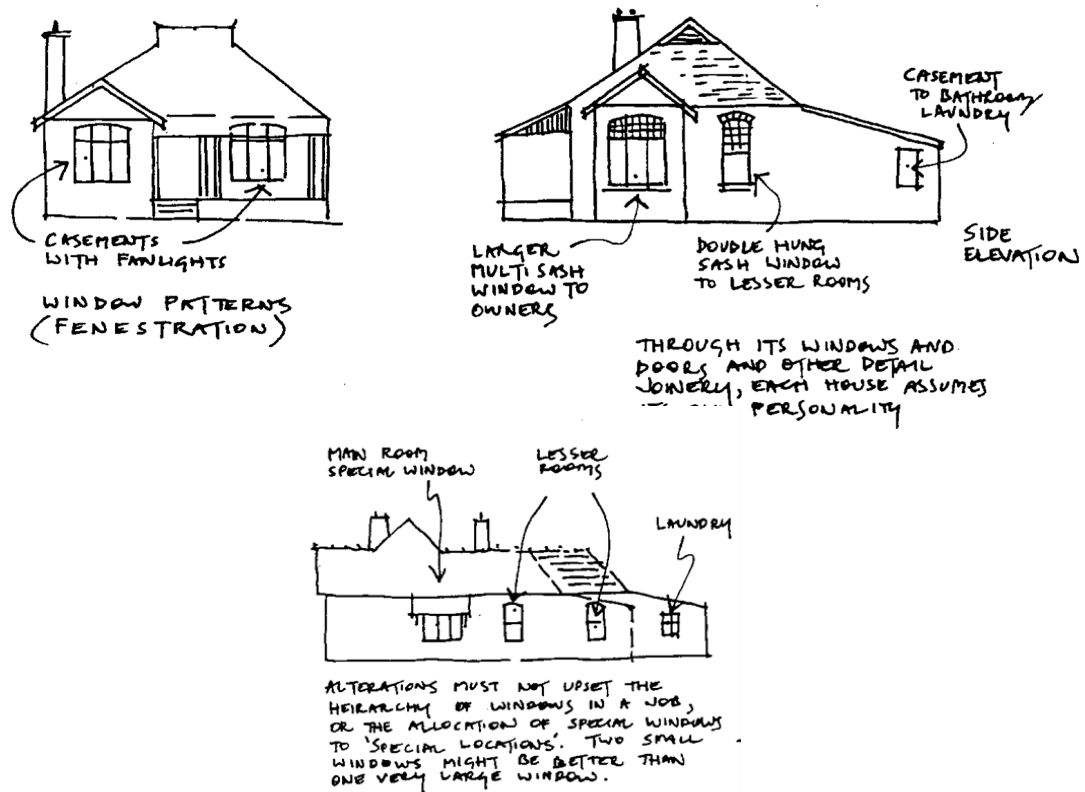 CASEMENTS
WITH FANLIGHTS
WINDOW PATTERNS
(FENESTRATION)
LARGER
MULTI SASH
WINDOW TO
OWNERS
DOUBLE HUNG
SASH WINDOW
TO LESSER ROOMS
CASEMENT
TO BATHROOM/
LAUNDRY
SIDE
ELEVATION
THROUGH ITS WINDOWS AND
DOORS AND OTHER DETAIL
JOINERY, EACH HOUSE ASSUMES
PERSONALITY
MAIN ROOM
SPECIAL WINDOW
LESSER
ROOMS
LAUNDRY
ALTERATIONS MUST NOT UPSET THE
HEIRARCHY OF WINDOWS IN A JOB,
OR THE ALLOCATION OF SPECIAL WINDOWS
TO 'SPECIAL LOCATIONS'. TWO SMALL
WINDOWS MIGHT BE BETTER THAN
ONE VERY LARGE WINDOW.